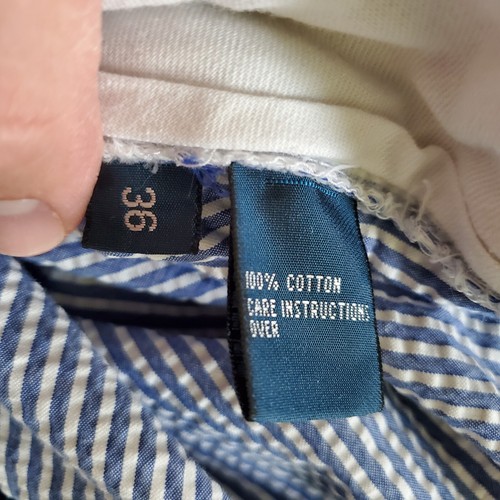 36
100% COTTON
CARE INSTRUCTIONS
OVER